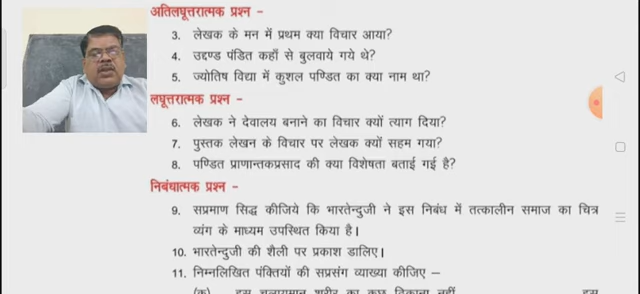 अतिलघूत्तरात्मक प्रश्न –
3. लेखक के मन में प्रथम क्या विचार आया?
4. उद्दण्ड पंडित कहाँ से बुलवाये गये थे?
5. ज्योतिष विद्या में कुशल पण्डित का क्या नाम था?
लघूत्तरात्मक प्रश्न –
6. लेखक ने देवालय बनाने का विचार क्यों त्याग दिया?
7. पुस्तक लेखन के विचार पर लेखक क्यों सहम गया?
8. पण्डित प्राणान्तकप्रसाद की क्या विशेषता बताई गई है?
निबंधात्मक प्रश्न –
9. सप्रमाण सिद्ध कीजिये कि भारतेन्दुजी ने इस निबंध में तत्कालीन समाज का चित्र
व्यंग के माध्यम उपस्थित किया है।
10. भारतेन्दुजी की शैली पर प्रकाश डालिए।
11. निम्नलिखित पंक्तियों की सप्रसंग व्याख्या कीजिए –